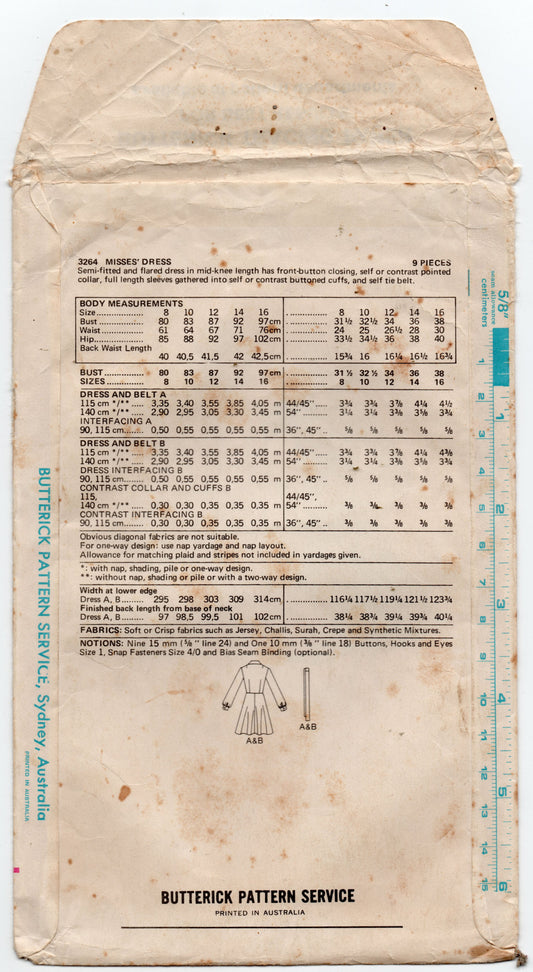 3264 MISSES' DRESS 9 PIECES
Semi-fitted and flared dress in mid-knee length has front-button closing, self or contrast pointed
collar, full length sleeves gathered into self or contrast buttoned cuffs, and self tie belt.
BODY MEASUREMENTS
Size.................. 8 10 12 14 16 .............. 8 10 12 14 16
Bust.................. 80 83 87 92 97cm .............. 31½ 32½ 34 36 38
Waist................. 61 64 67 71 76cm .............. 24 25 26½ 28 30
Hip................... 85 88 92 97 102cm .............. 33½ 34½ 36 38 40
Back Waist Length
40 40,5 41,5 42 42,5cm .............. 15¾ 16 16¼ 16½ 16¾
BUST.................. 80 83 87 92 97cm .............. 31½ 32½ 34 36 38
SIZES................. 8 10 12 14 16 .............. 8 10 12 14 16
DRESS AND BELT A
115 cm */** ..... 3,35 3,40 3,55 3,85 4,05 m 44/45"..... 3¾ 3¾ 3⅞ 4¼ 4½
140 cm */** ..... 2,90 2,95 3,05 3,30 3,45 m 54"......... 3¼ 3¼ 3⅜ 3⅝ 3¾
INTERFACING A
90, 115 cm........ 0,50 0,55 0,55 0,55 0,55 m 36", 45" .. ⅝ ⅝ ⅝ ⅝ ⅝
DRESS AND BELT B
115 cm */** ..... 3,35 3,40 3,55 3,85 4,05 m 44/45"..... 3¾ 3¾ 3⅞ 4¼ 4⅜
140 cm */** ..... 2,90 2,95 3,05 3,30 3,45 m 54"......... 3¼ 3¼ 3⅜ 3⅝ 3¾
DRESS INTERFACING B
90, 115 cm........ 0,50 0,55 0,55 0,55 0,55 m 36", 45" .. ⅝ ⅝ ⅝ ⅝ ⅝
CONTRAST COLLAR AND CUFFS B
115, 44/45"....
140 cm */** ..... 0,30 0,30 0,35 0,35 0,35 m 54"......... ⅜ ⅜ ⅜ ⅜ ⅜
CONTRAST INTERFACING B
90, 115 cm........ 0,30 0,30 0,35 0,35 0,35 m 36", 45" .. ⅜ ⅜ ⅜ ⅜ ⅜
Obvious diagonal fabrics are not suitable.
For one-way design: use nap yardage and nap layout.
Allowance for matching plaid and stripes not included in yardages given.
*: with nap, shading, pile or one-way design.
**: without nap, shading or pile or with a two-way design.
Width at lower edge
Dress A, B........ 295 298 303 309 314cm .............. 116¼ 117½ 119¼ 121½ 123¾
Finished back length from base of neck
Dress A, B........ 97 98,5 99,5 101 102cm .............. 38¼ 38¾ 39¼ 39¾ 40¼
FABRICS: Soft or Crisp fabrics such as Jersey, Challis, Surah, Crepe and Synthetic Mixtures.
NOTIONS: Nine 15 mm (⅝ " line 24) and One 10 mm (⅜ " line 18) Buttons, Hooks and Eyes
Size 1, Snap Fasteners Size 4/0 and Bias Seam Binding (optional).
A&B
A&B
BUTTERICK PATTERN SERVICE
PRINTED IN AUSTRALIA
BUTTERICK PATTERN SERVICE, Sydney, Australia
PRINTED IN AUSTRALIA
5/8"
seam allowance
centimeters
1 2 3 4 5 6 7 8 9 10 11 12 13 14 15
1 2 3 4 5 6